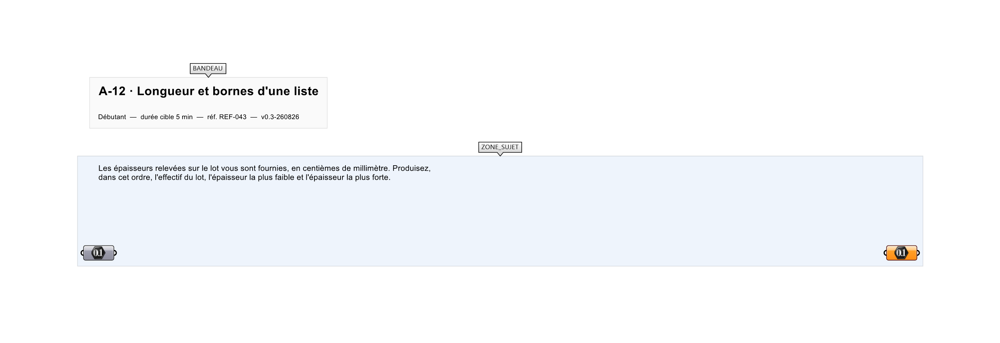 BANDEAU
A-12 · Longueur et bornes d'une liste
Débutant — durée cible 5 min — réf. REF-043 — v0.3-260826
ZONE_SUJET
Les épaisseurs relevées sur le lot vous sont fournies, en centièmes de millimètre. Produisez,
dans cet ordre, l'effectif du lot, l'épaisseur la plus faible et l'épaisseur la plus forte.
0.1
0.1